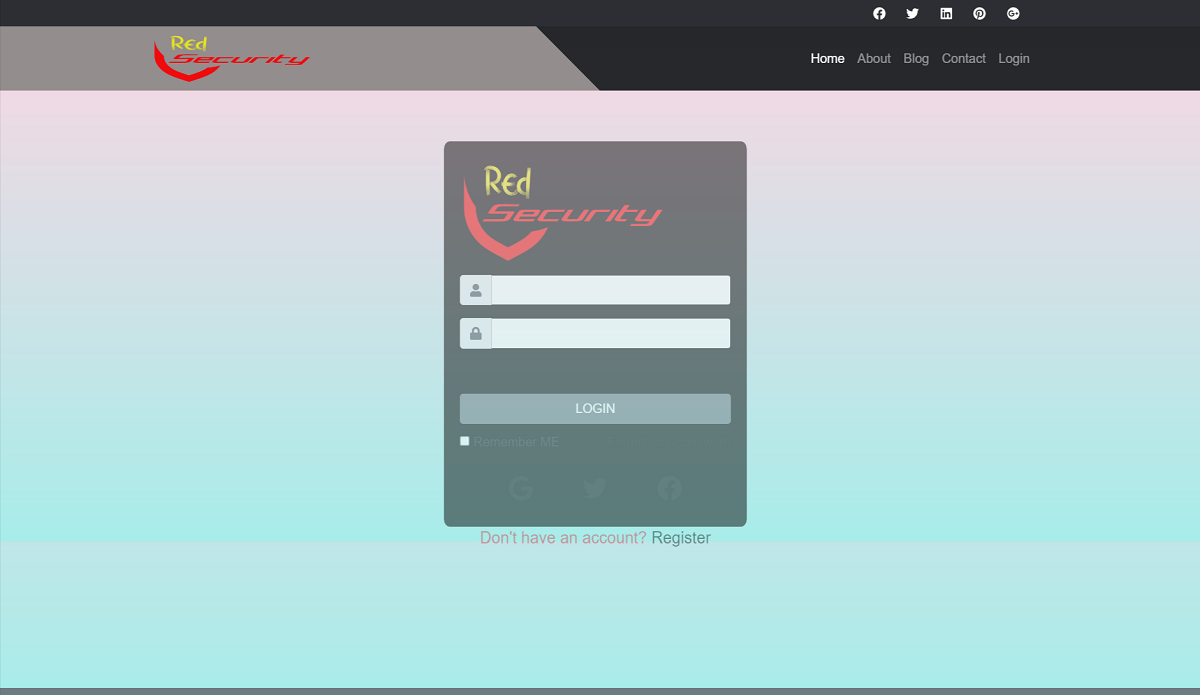 Red
Security
Home About Blog Contact Login
Red
Security
LOGIN
Remember ME
Don't have an account? Register